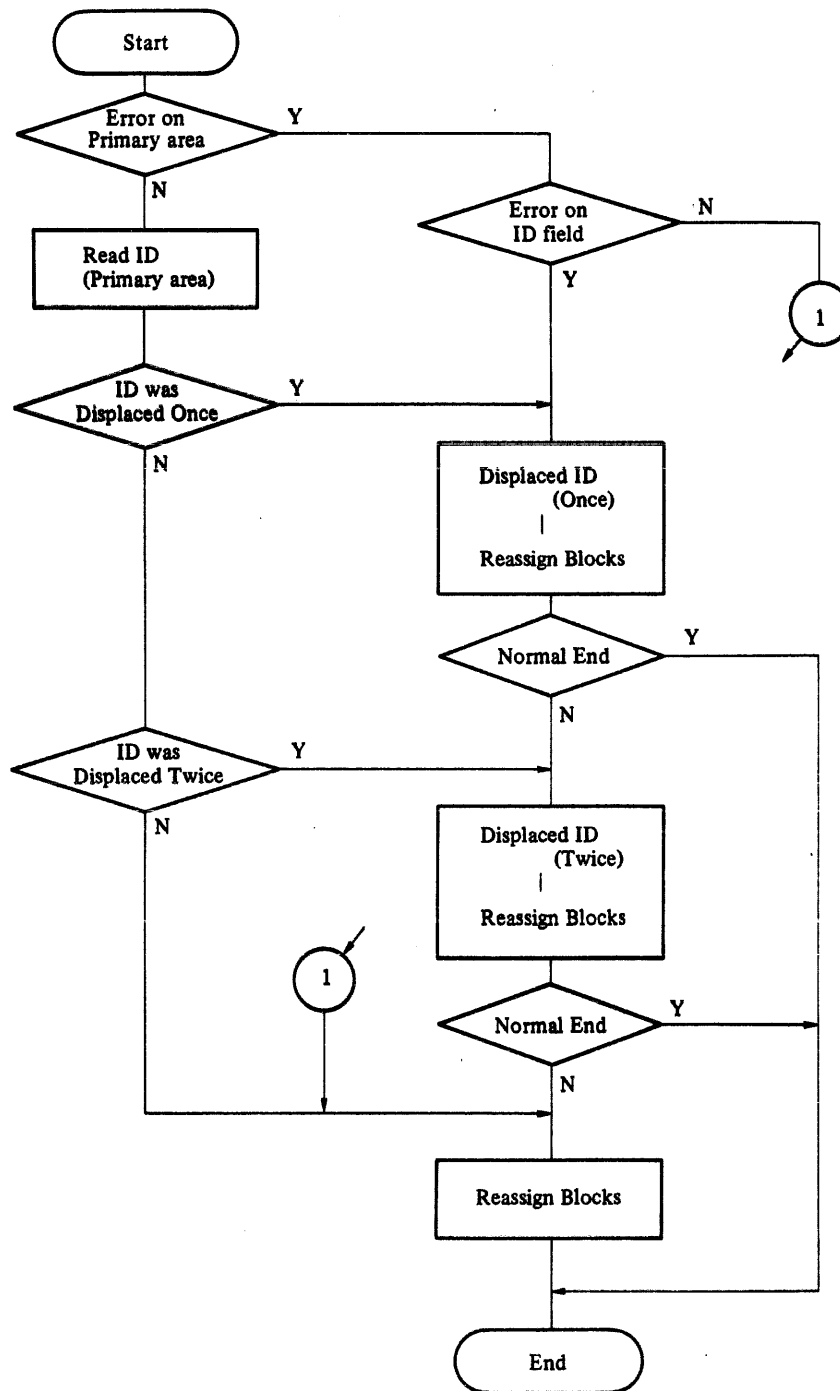 Start
Error on
Primary area
Y
N
Error on
ID field
N
Y
Read ID
(Primary area)
1
ID was
Displaced Once
Y
N
Displaced ID
(Once)
|
Reassign Blocks
Normal End
Y
N
ID was
Displaced Twice
Y
N
Displaced ID
(Twice)
|
Reassign Blocks
1
Normal End
Y
N
Reassign Blocks
End